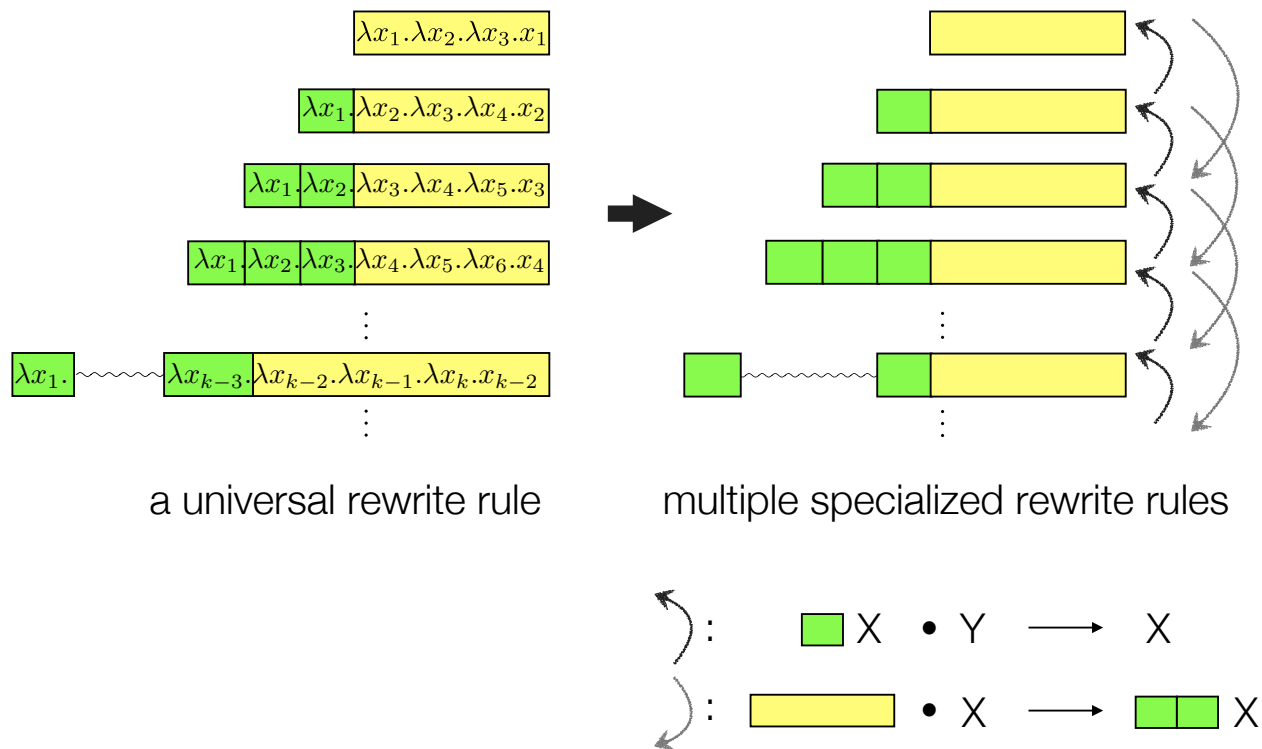 λx₁.λx₂.λx₃.x₁
λx₁.λx₂.λx₃.λx₄.x₂
λx₁.λx₂.λx₃.λx₄.λx₅.x₃
λx₁.λx₂.λx₃.λx₄.λx₅.λx₆.x₄
⋮ ⋮
λx₁. λxₖ₋₃.λxₖ₋₂.λxₖ₋₁.λxₖ.xₖ₋₂
⋮ ⋮
a universal rewrite rule
multiple specialized rewrite rules
: X • Y ⟶ X
: • X ⟶ X